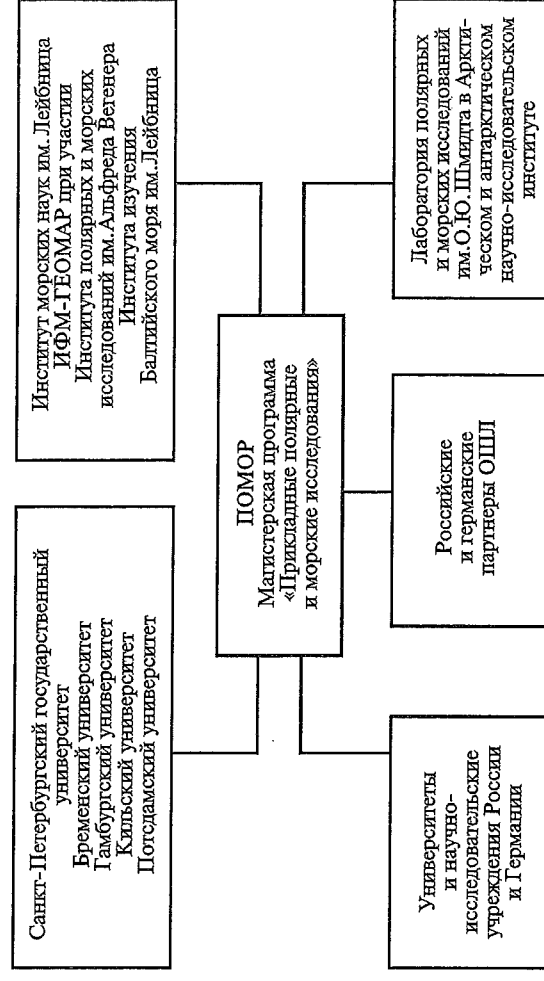 Санкт-Петербургский государственный
университет
Бременский университет
Гамбургский университет
Кильский университет
Потсдамский университет
Институт морских наук им. Лейбница
ИФМ-ГЕОМАР при участии
Института полярных и морских
исследований им.Альфреда Вегенера
Института изучения
Балтийского моря им.Лейбница
ПОМОР
Магистерская программа
«Прикладные полярные
и морские исследования»
Университеты
и научно-
исследовательские
учреждения России
и Германии
Российские
и германские
партнеры ОШЛ
Лаборатория полярных
и морских исследований
им.О.Ю.Шмидта в Аркти-
ческом и антарктическом
научно-исследовательском
институте